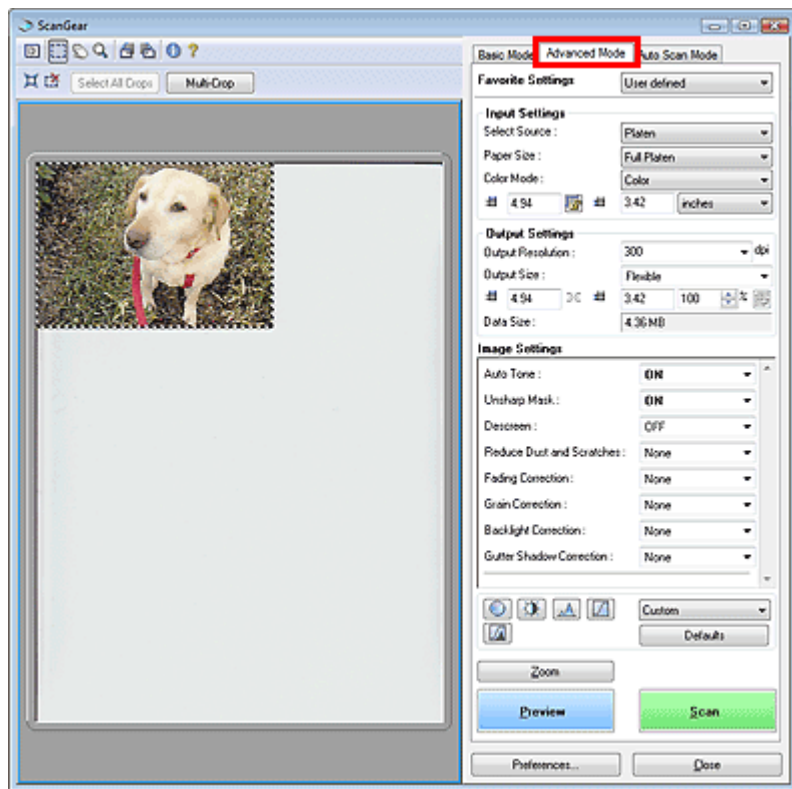 ScanGear
Select All Crops Multi-Crop
Basic Mode Advanced Mode Auto Scan Mode
Favorite Settings User defined
Input Settings
Select Source : Platen
Paper Size : Full Platen
Color Mode : Color
4.94 3.42 inches
Output Settings
Output Resolution : 300 dpi
Output Size : Flexible
4.94 3.42 100 %
Data Size : 4.36 MB
Image Settings
Auto Tone : ON
Unsharp Mask : ON
Descreen : OFF
Reduce Dust and Scratches : None
Fading Correction : None
Grain Correction : None
Backlight Correction : None
Gutter Shadow Correction : None
Custom
Defaults
Zoom
Preview Scan
Preferences... Close